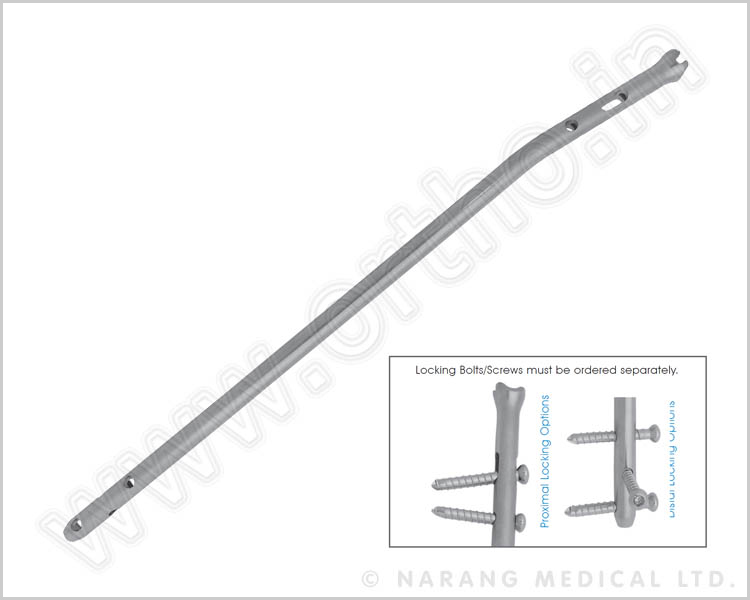 www.ortho.in
Locking Bolts/Screws must be ordered separately.
Proximal Locking Options
Distal Locking Options
© NARANG MEDICAL LTD.